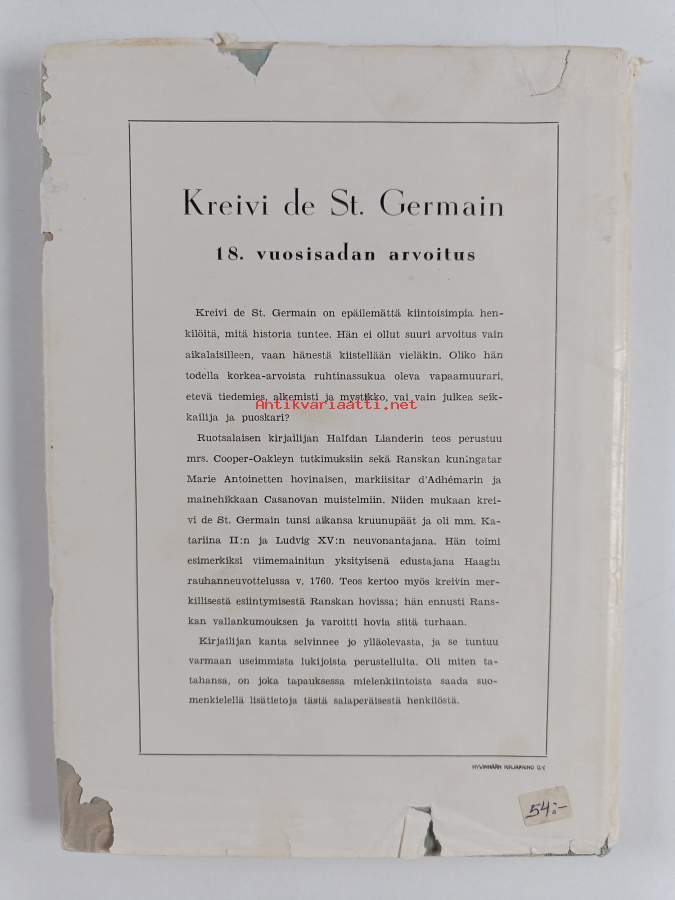 Kreivi de St. Germain
18. vuosisadan arvoitus
Kreivi de St. Germain on epäilemättä kiintoisimpia hen-
kilöitä, mitä historia tuntee. Hän ei ollut suuri arvoitus vain
aikalaisilleen, vaan hänestä kiistellään vieläkin. Oliko hän
todella korkea-arvoista ruhtinassukua oleva vapaamuurari,
etevä tiedemies, alkemisti ja mystikko, vai vain julkea seik-
Antikvariaatti.net
kailija ja puoskari?
Ruotsalaisen kirjailijan Halfdan Lianderin teos perustuu
mrs. Cooper-Oakleyn tutkimuksiin sekä Ranskan kuningatar
Marie Antoinetten hovinaisen, markiisitar d'Adhémarin ja
mainehikkaan Casanovan muistelmiin. Niiden mukaan krei-
vi de St. Germain tunsi aikansa kruunupäät ja oli mm. Ka-
tariina II:n ja Ludvig XV:n neuvonantajana. Hän toimi
esimerkiksi viimemainitun yksityisenä edustajana Haagin
rauhanneuvottelussa v. 1760. Teos kertoo myös kreivin mer-
killisestä esiintymisestä Ranskan hovissa; hän ennusti Rans-
kan vallankumouksen ja varoitti hovia siitä turhaan.
Kirjailijan kanta selvinnee jo ylläolevasta, ja se tuntuu
varmaan useimmista lukijoista perustellulta. Oli miten ta-
tahansa, on joka tapauksessa mielenkiintoista saada suo-
menkielellä lisätietoja tästä salaperäisestä henkilöstä.
HYVINKÄÄN KIRJAPAINO O.Y.
54:-